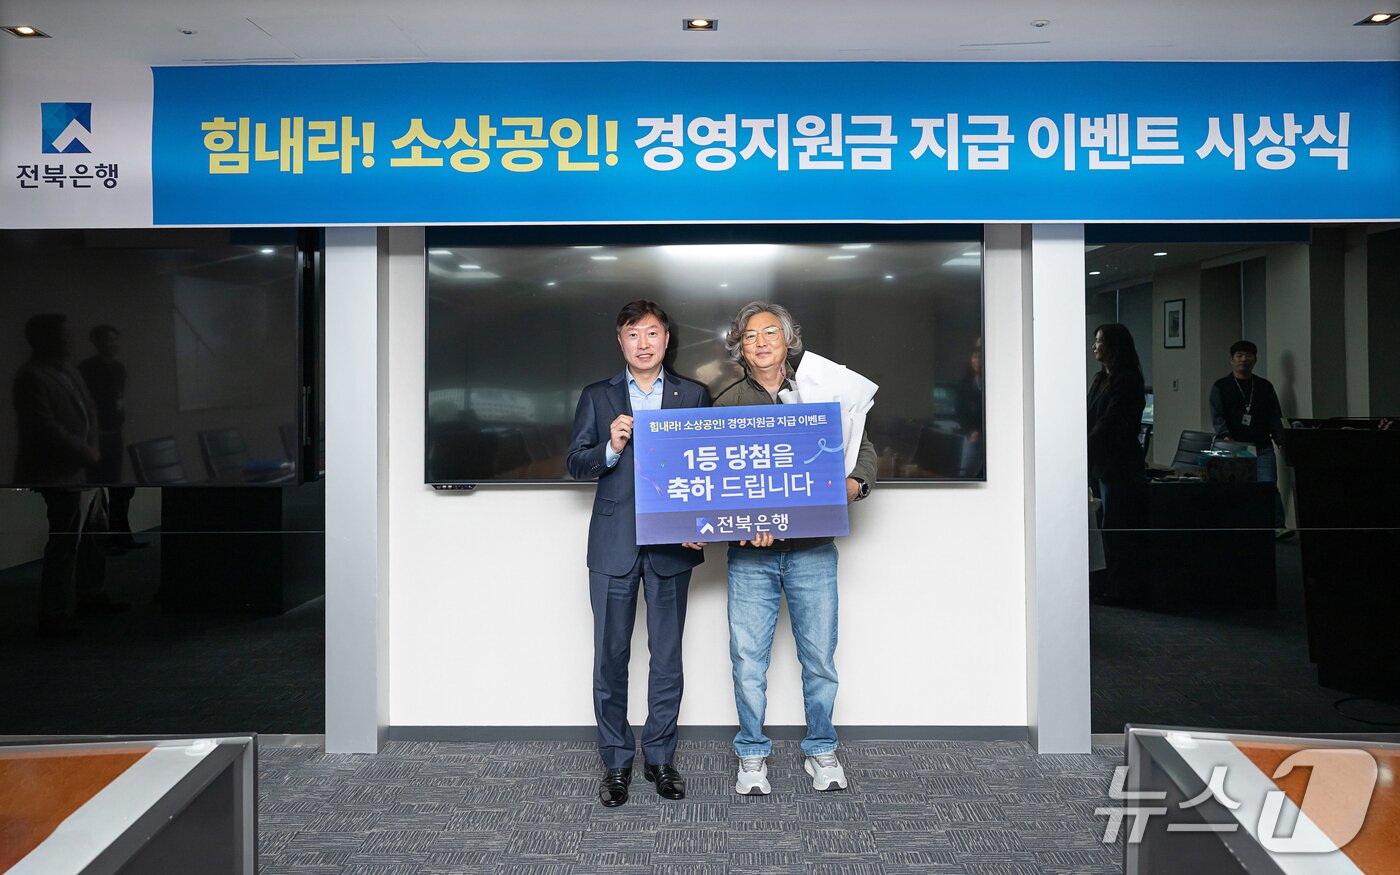 전북은행
힘내라! 소상공인! 경영지원금 지급 이벤트 시상식
힘내라! 소상공인! 경영지원금 지급 이벤트
1등 당첨을
축하 드립니다
전북은행
뉴스1